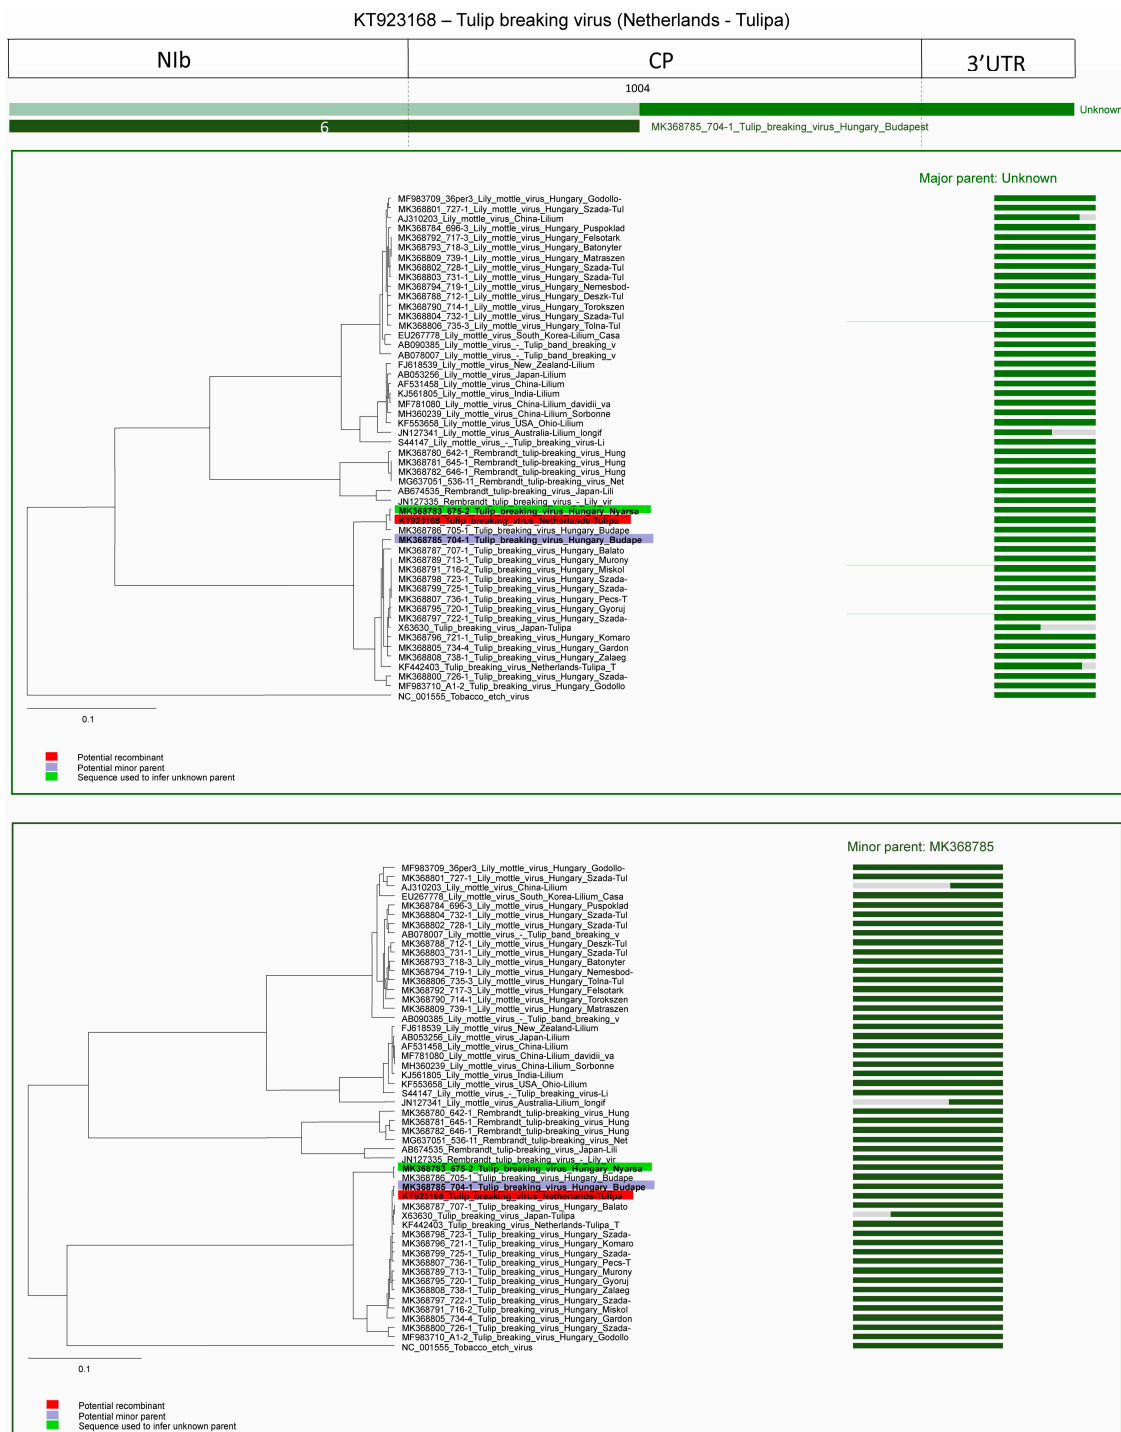 KT923168 – Tulip breaking virus (Netherlands - Tulipa)
NIb CP 3’UTR
1004
Unknown
6 MK368785_704-1_Tulip_breaking_virus_Hungary_Budapest
Major parent: Unknown
MF983709_36per3_Lily_mottle_virus_Hungary_Godollo-
MK368801_727-1_Lily_mottle_virus_Hungary_Szada-Tul
AJ310203_Lily_mottle_virus_China-Lilium
MK368784_696-3_Lily_mottle_virus_Hungary_Puspoklad
MK368792_717-3_Lily_mottle_virus_Hungary_Felsotark
MK368793_718-3_Lily_mottle_virus_Hungary_Batonyter
MK368809_739-1_Lily_mottle_virus_Hungary_Matraszen
MK368802_728-1_Lily_mottle_virus_Hungary_Szada-Tul
MK368803_731-1_Lily_mottle_virus_Hungary_Szada-Tul
MK368794_719-1_Lily_mottle_virus_Hungary_Nemesbod-
MK368788_712-1_Lily_mottle_virus_Hungary_Deszk-Tul
MK368790_714-1_Lily_mottle_virus_Hungary_Torokszen
MK368804_732-1_Lily_mottle_virus_Hungary_Szada-Tul
MK368806_735-3_Lily_mottle_virus_Hungary_Tolna-Tul
EU267778_Lily_mottle_virus_South_Korea-Lilium_Casa
AB090385_Lily_mottle_virus_-_Tulip_band_breaking_v
AB078007_Lily_mottle_virus_-_Tulip_band_breaking_v
FJ618539_Lily_mottle_virus_New_Zealand-Lilium
AB053256_Lily_mottle_virus_Japan-Lilium
AF531458_Lily_mottle_virus_China-Lilium
KJ561805_Lily_mottle_virus_India-Lilium
MF781080_Lily_mottle_virus_China-Lilium_davidii_va
MH360239_Lily_mottle_virus_China-Lilium_Sorbonne
KF553658_Lily_mottle_virus_USA_Ohio-Lilium
JN127341_Lily_mottle_virus_Australia-Lilium_longif
S44147_Lily_mottle_virus_-_Tulip_breaking_virus-Li
MK368780_642-1_Rembrandt_tulip-breaking_virus_Hung
MK368781_645-1_Rembrandt_tulip-breaking_virus_Hung
MK368782_646-1_Rembrandt_tulip-breaking_virus_Hung
MG637051_536-11_Rembrandt_tulip-breaking_virus_Net
AB674535_Rembrandt_tulip-breaking_virus_Japan-Lili
JN127335_Rembrandt_tulip_breaking_virus_-_Lily_vir
MK368783_675-2_Tulip_breaking_virus_Hungary_Nyarsa
KT923168_Tulip_breaking_virus_Netherlands-Tulipa
MK368786_705-1_Tulip_breaking_virus_Hungary_Budape
MK368785_704-1_Tulip_breaking_virus_Hungary_Budape
MK368787_707-1_Tulip_breaking_virus_Hungary_Balato
MK368789_713-1_Tulip_breaking_virus_Hungary_Murony
MK368791_716-2_Tulip_breaking_virus_Hungary_Miskol
MK368798_723-1_Tulip_breaking_virus_Hungary_Szada-
MK368799_725-1_Tulip_breaking_virus_Hungary_Szada-
MK368807_736-1_Tulip_breaking_virus_Hungary_Pecs-T
MK368795_720-1_Tulip_breaking_virus_Hungary_Gyoruj
MK368797_722-1_Tulip_breaking_virus_Hungary_Szada-
X63630_Tulip_breaking_virus_Japan-Tulipa
MK368796_721-1_Tulip_breaking_virus_Hungary_Komaro
MK368805_734-4_Tulip_breaking_virus_Hungary_Gardon
MK368808_738-1_Tulip_breaking_virus_Hungary_Zalaeg
KF442403_Tulip_breaking_virus_Netherlands-Tulipa_T
MK368800_726-1_Tulip_breaking_virus_Hungary_Szada-
MF983710_A1-2_Tulip_breaking_virus_Hungary_Godollo
NC_001555_Tobacco_etch_virus
0.1
Potential recombinant
Potential minor parent
Sequence used to infer unknown parent
Minor parent: MK368785
MF983709_36per3_Lily_mottle_virus_Hungary_Godollo-
MK368801_727-1_Lily_mottle_virus_Hungary_Szada-Tul
AJ310203_Lily_mottle_virus_China-Lilium
EU267778_Lily_mottle_virus_South_Korea-Lilium_Casa
MK368784_696-3_Lily_mottle_virus_Hungary_Puspoklad
MK368804_732-1_Lily_mottle_virus_Hungary_Szada-Tul
MK368802_728-1_Lily_mottle_virus_Hungary_Szada-Tul
AB078007_Lily_mottle_virus_-_Tulip_band_breaking_v
MK368788_712-1_Lily_mottle_virus_Hungary_Deszk-Tul
MK368803_731-1_Lily_mottle_virus_Hungary_Szada-Tul
MK368793_718-3_Lily_mottle_virus_Hungary_Batonyter
MK368794_719-1_Lily_mottle_virus_Hungary_Nemesbod-
MK368806_735-3_Lily_mottle_virus_Hungary_Tolna-Tul
MK368792_717-3_Lily_mottle_virus_Hungary_Felsotark
MK368790_714-1_Lily_mottle_virus_Hungary_Torokszen
MK368809_739-1_Lily_mottle_virus_Hungary_Matraszen
AB090385_Lily_mottle_virus_-_Tulip_band_breaking_v
FJ618539_Lily_mottle_virus_New_Zealand-Lilium
AB053256_Lily_mottle_virus_Japan-Lilium
AF531458_Lily_mottle_virus_China-Lilium
MF781080_Lily_mottle_virus_China-Lilium_davidii_va
MH360239_Lily_mottle_virus_China-Lilium_Sorbonne
KJ561805_Lily_mottle_virus_India-Lilium
KF553658_Lily_mottle_virus_USA_Ohio-Lilium
S44147_Lily_mottle_virus_-_Tulip_breaking_virus-Li
JN127341_Lily_mottle_virus_Australia-Lilium_longif
MK368780_642-1_Rembrandt_tulip-breaking_virus_Hung
MK368781_645-1_Rembrandt_tulip-breaking_virus_Hung
MK368782_646-1_Rembrandt_tulip-breaking_virus_Hung
MG637051_536-11_Rembrandt_tulip-breaking_virus_Net
AB674535_Rembrandt_tulip-breaking_virus_Japan-Lili
JN127335_Rembrandt_tulip_breaking_virus_-_Lily_vir
MK368783_675-2_Tulip_breaking_virus_Hungary_Nyarsa
MK368786_705-1_Tulip_breaking_virus_Hungary_Budape
MK368785_704-1_Tulip_breaking_virus_Hungary_Budape
KT923168_Tulip_breaking_virus_Netherlands-Tulipa
MK368787_707-1_Tulip_breaking_virus_Hungary_Balato
X63630_Tulip_breaking_virus_Japan-Tulipa
KF442403_Tulip_breaking_virus_Netherlands-Tulipa_T
MK368798_723-1_Tulip_breaking_virus_Hungary_Szada-
MK368796_721-1_Tulip_breaking_virus_Hungary_Komaro
MK368799_725-1_Tulip_breaking_virus_Hungary_Szada-
MK368807_736-1_Tulip_breaking_virus_Hungary_Pecs-T
MK368789_713-1_Tulip_breaking_virus_Hungary_Murony
MK368795_720-1_Tulip_breaking_virus_Hungary_Gyoruj
MK368808_738-1_Tulip_breaking_virus_Hungary_Zalaeg
MK368797_722-1_Tulip_breaking_virus_Hungary_Szada-
MK368791_716-2_Tulip_breaking_virus_Hungary_Miskol
MK368805_734-4_Tulip_breaking_virus_Hungary_Gardon
MK368800_726-1_Tulip_breaking_virus_Hungary_Szada-
MF983710_A1-2_Tulip_breaking_virus_Hungary_Godollo
NC_001555_Tobacco_etch_virus
0.1
Potential recombinant
Potential minor parent
Sequence used to infer unknown parent